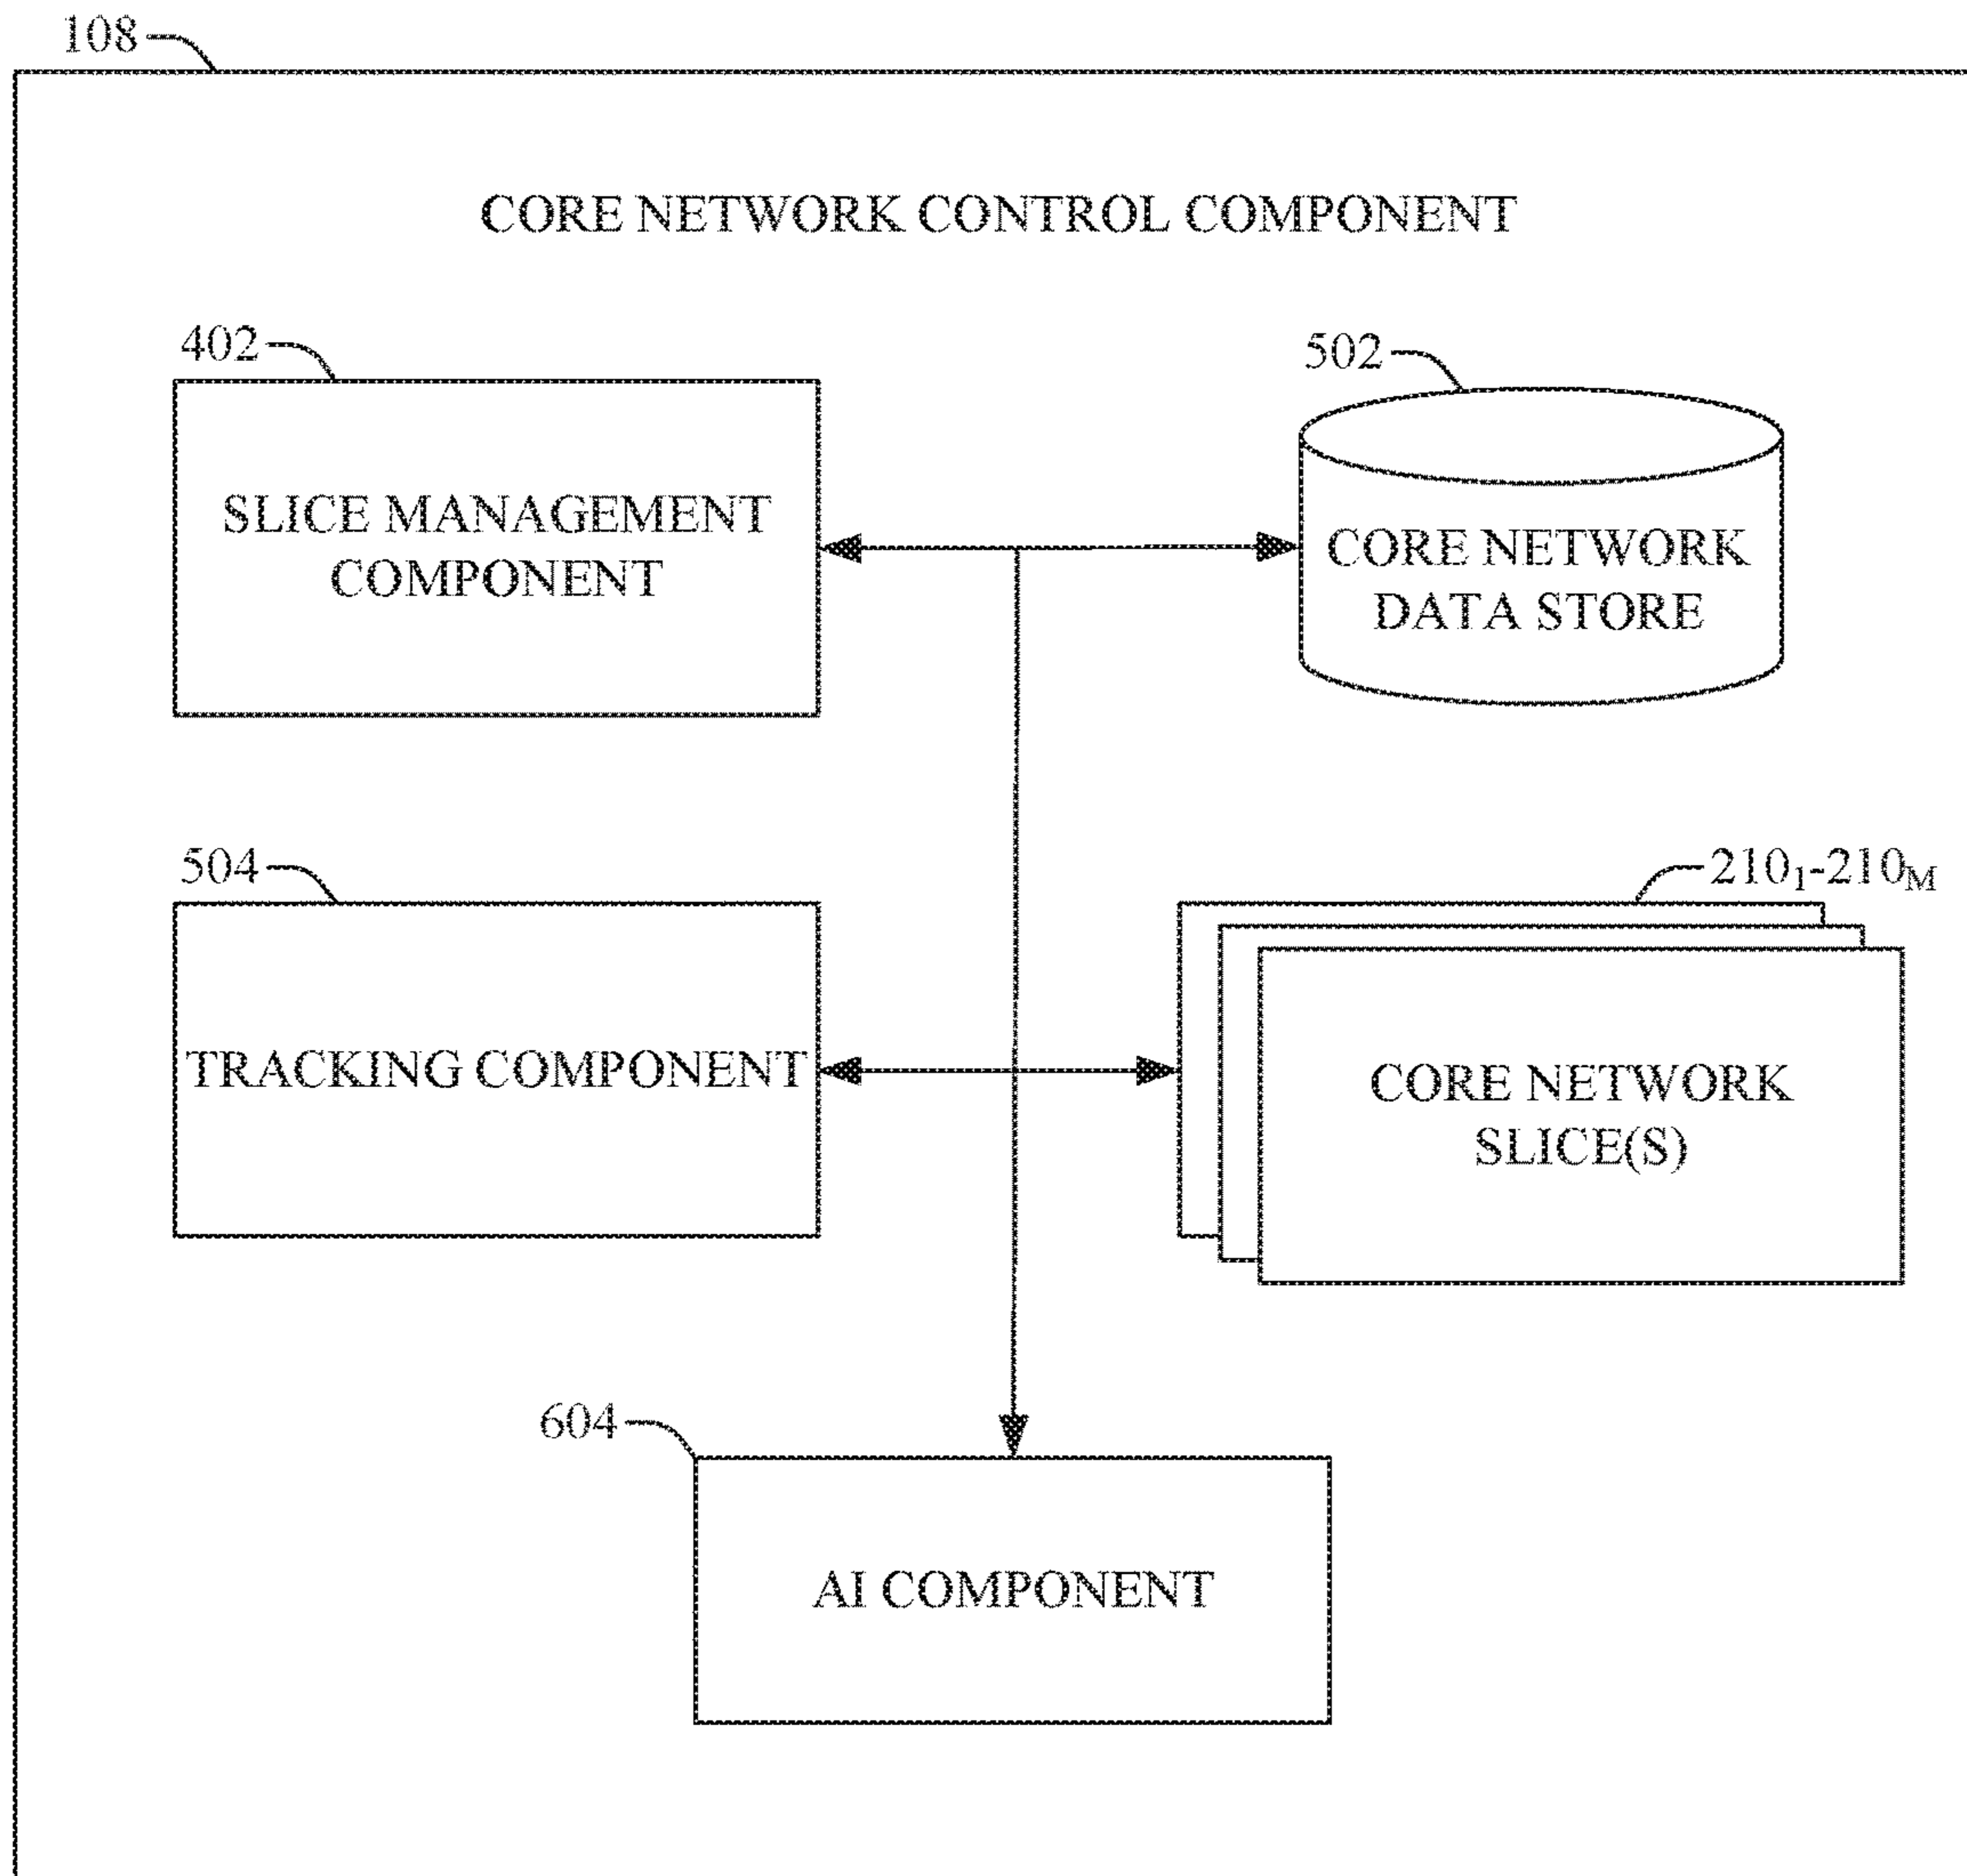 108
CORE NETWORK CONTROL COMPONENT
402
502
SLICE MANAGEMENT
COMPONENT
CORE NETWORK
DATA STORE
504
210₁-210ₘ
TRACKING COMPONENT
CORE NETWORK
SLICE(S)
604
AI COMPONENT